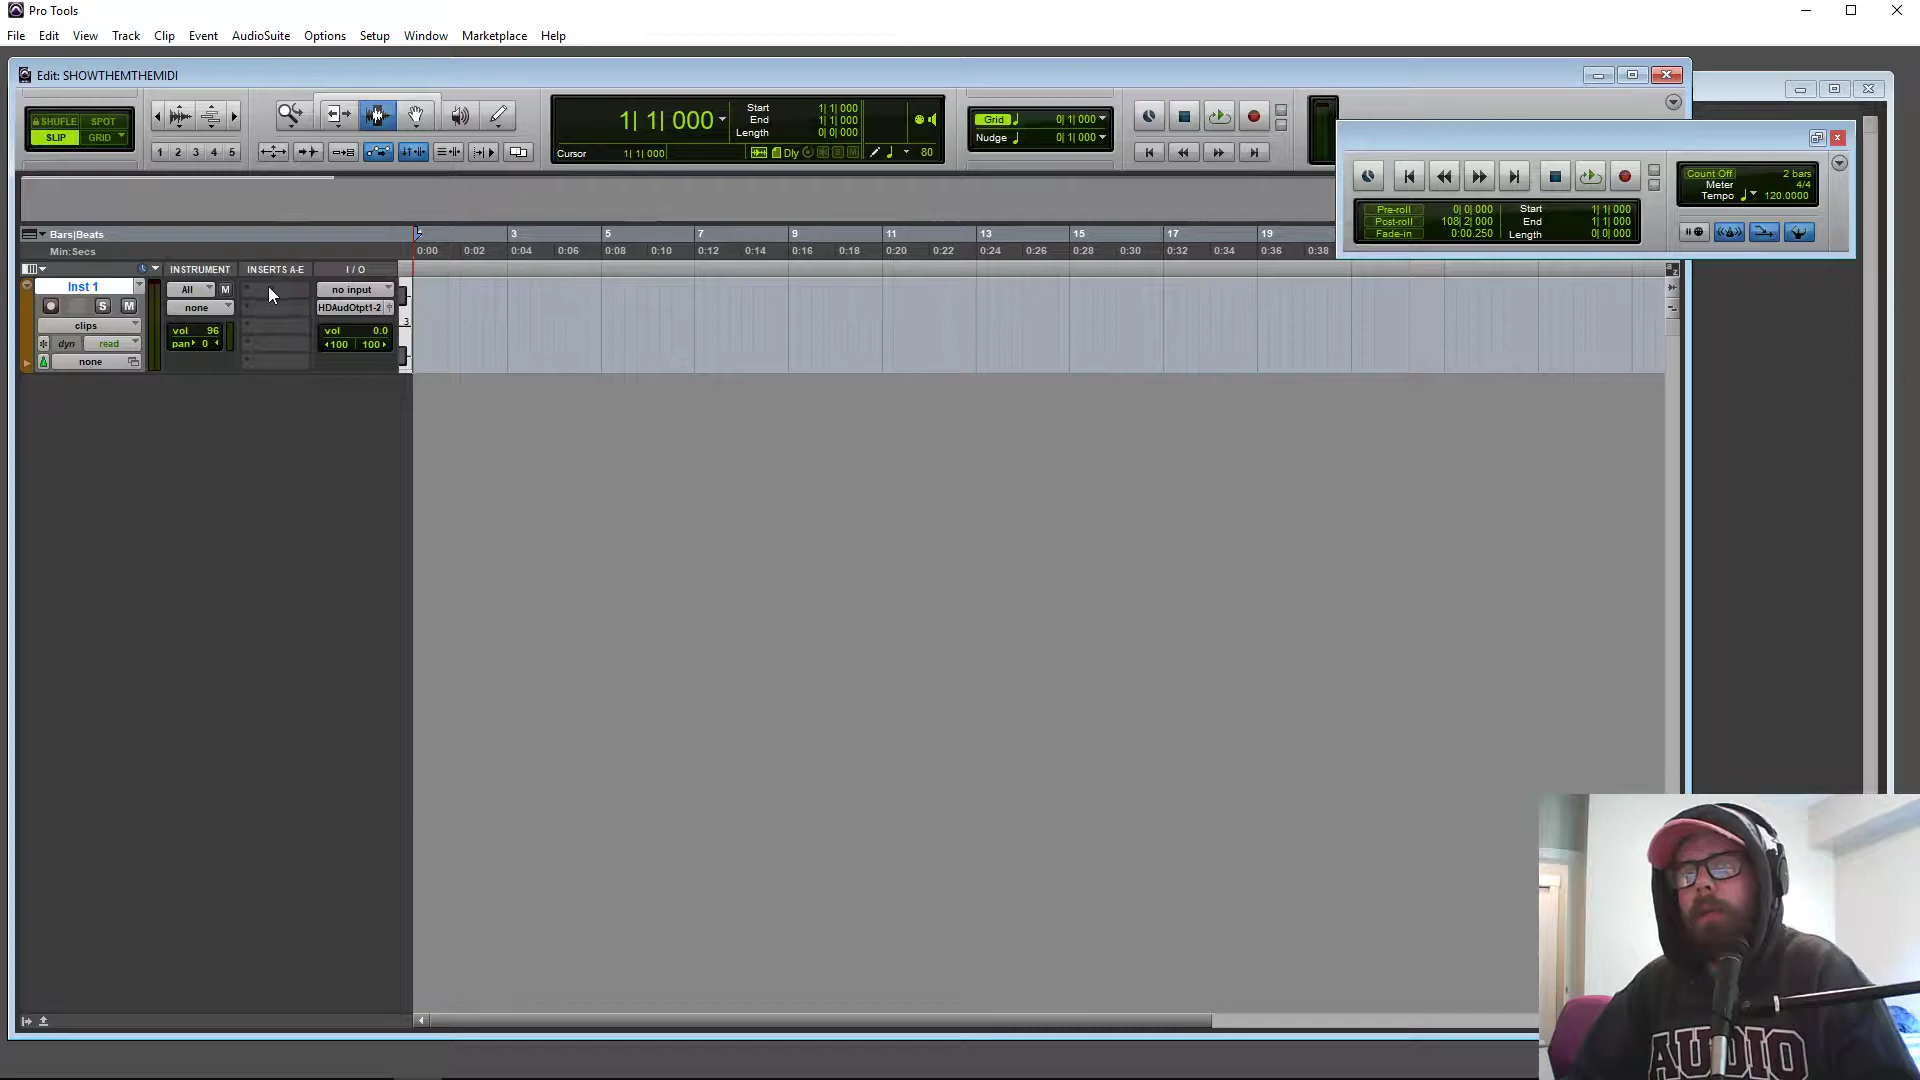 Pro Tools
File Edit View Track Clip Event AudioSuite Options Setup Window Marketplace Help
Edit: SHOWTHEMTHEMIDI
SHUFFLE SPOT
SLIP GRID
1 2 3 4 5
1| 1| 000
Start 1| 1| 000
End 1| 1| 000
Length 0| 0| 000
Cursor 1| 1| 000
Dly
S M
80
Grid 0| 1| 000
Nudge 0| 1| 000
Count Off 2 bars
Meter 4/4
Tempo 120.0000
Pre-roll 0| 0| 000 Start 1| 1| 000
Post-roll 108| 2| 000 End 1| 1| 000
Fade-in 0:00.250 Length 0| 0| 000
Bars|Beats 3 5 7 9 11 13 15 17 19
Min:Secs 0:00 0:02 0:04 0:06 0:08 0:10 0:12 0:14 0:16 0:18 0:20 0:22 0:24 0:26 0:28 0:30 0:32 0:34 0:36 0:38
INSTRUMENT INSERTS A-E I / O
Inst 1 All M no input
S M none HDAudOtpt1-2
clips vol 96 vol 0.0
dyn read pan 0 100 100
none
3
a z
AUDIO